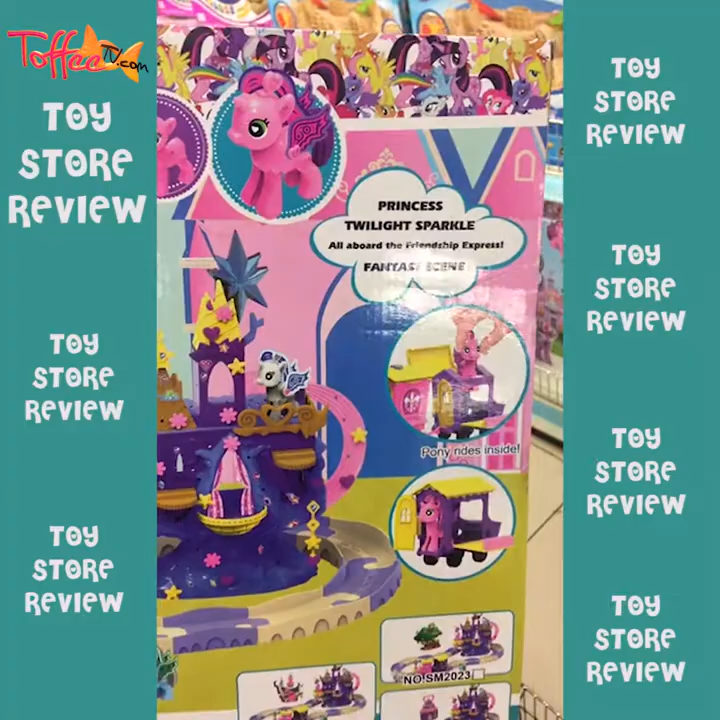 ToffeeTV.com
TOY
STORE
REVIEW
TOY
STORE
REVIEW
TOY
STORE
REVIEW
PRINCESS
TWILIGHT SPARKLE
All aboard the Friendship Express!
FANTASY SCENE
Pony rides inside!
NO.SM2023
TOY
STORE
REVIEW
TOY
STORE
REVIEW
TOY
STORE
REVIEW
TOY
STORE
REVIEW